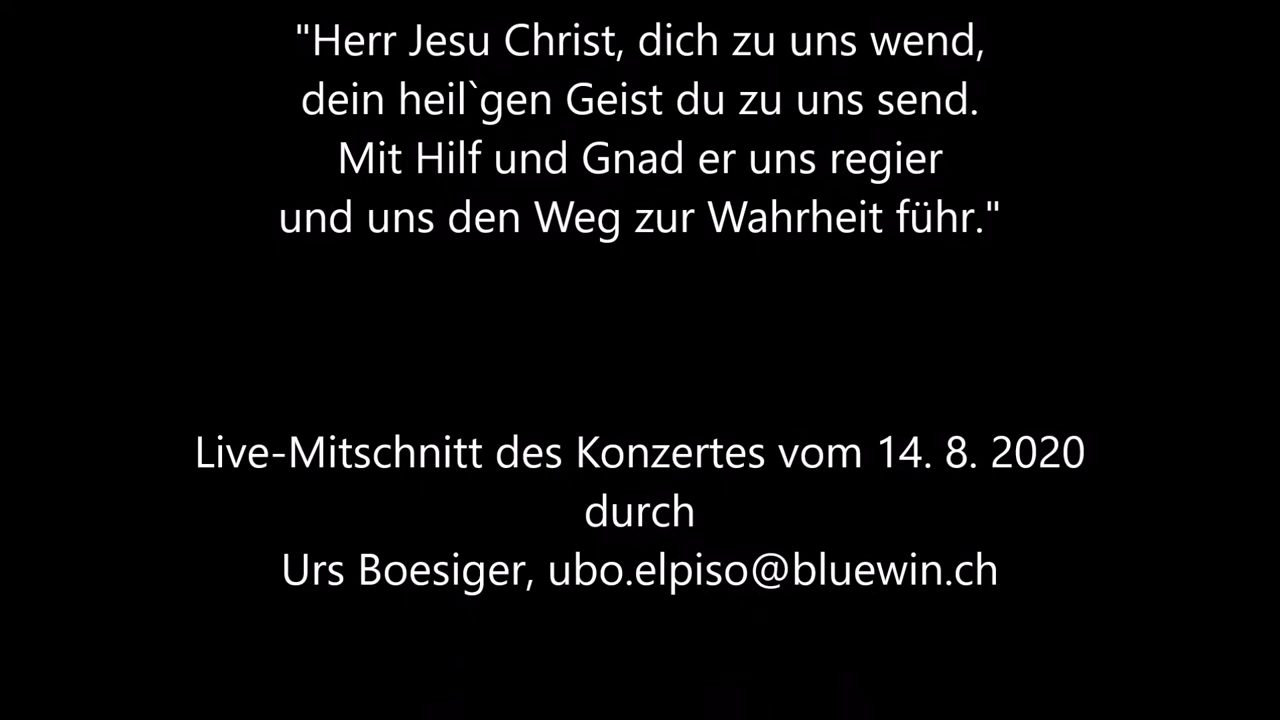 "Herr Jesu Christ, dich zu uns wend,
dein heil`gen Geist du zu uns send.
Mit Hilf und Gnad er uns regier
und uns den Weg zur Wahrheit führ."
Live-Mitschnitt des Konzertes vom 14. 8. 2020
durch
Urs Boesiger, ubo.elpiso@bluewin.ch